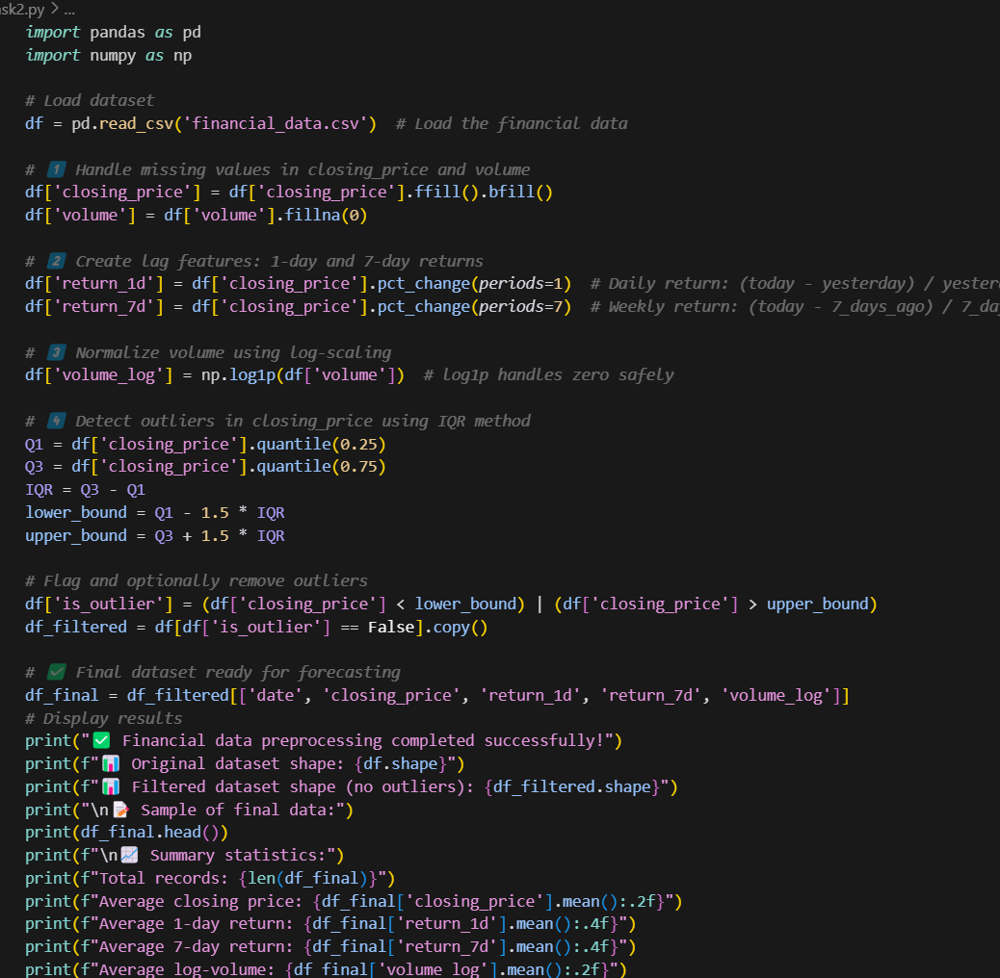 sk2.py > ...
import pandas as pd
import numpy as np
# Load dataset
df = pd.read_csv('financial_data.csv')  # Load the financial data
# 1️⃣ Handle missing values in closing_price and volume
df['closing_price'] = df['closing_price'].ffill().bfill()
df['volume'] = df['volume'].fillna(0)
# 2️⃣ Create lag features: 1-day and 7-day returns
df['return_1d'] = df['closing_price'].pct_change(periods=1)  # Daily return: (today - yesterday) / yester
df['return_7d'] = df['closing_price'].pct_change(periods=7)  # Weekly return: (today - 7_days_ago) / 7_da
# 3️⃣ Normalize volume using log-scaling
df['volume_log'] = np.log1p(df['volume'])  # log1p handles zero safely
# 4️⃣ Detect outliers in closing_price using IQR method
Q1 = df['closing_price'].quantile(0.25)
Q3 = df['closing_price'].quantile(0.75)
IQR = Q3 - Q1
lower_bound = Q1 - 1.5 * IQR
upper_bound = Q3 + 1.5 * IQR
# Flag and optionally remove outliers
df['is_outlier'] = (df['closing_price'] < lower_bound) | (df['closing_price'] > upper_bound)
df_filtered = df[df['is_outlier'] == False].copy()
# ✅ Final dataset ready for forecasting
df_final = df_filtered[['date', 'closing_price', 'return_1d', 'return_7d', 'volume_log']]
# Display results
print("✅ Financial data preprocessing completed successfully!")
print(f"📊 Original dataset shape: {df.shape}")
print(f"📊 Filtered dataset shape (no outliers): {df_filtered.shape}")
print("\n📝 Sample of final data:")
print(df_final.head())
print(f"\n📈 Summary statistics:")
print(f"Total records: {len(df_final)}")
print(f"Average closing price: {df_final['closing_price'].mean():.2f}")
print(f"Average 1-day return: {df_final['return_1d'].mean():.4f}")
print(f"Average 7-day return: {df_final['return_7d'].mean():.4f}")
print(f"Average log-volume: {df_final['volume_log'].mean():.2f}")